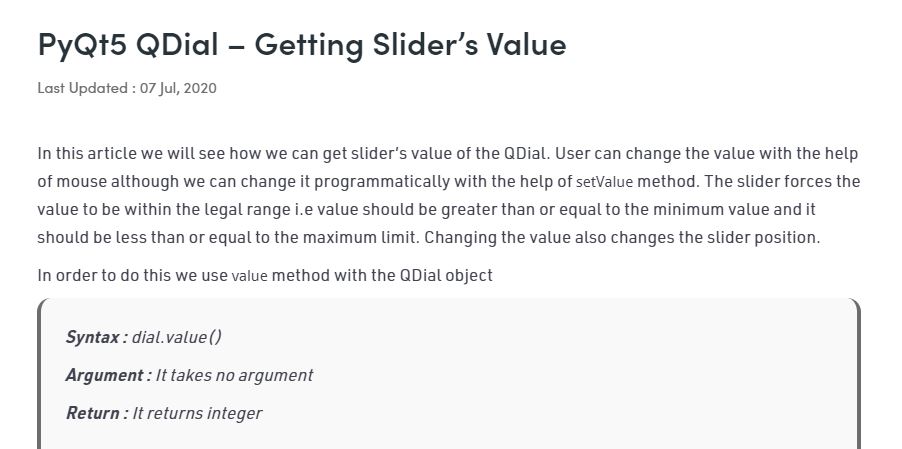 PyQt5 QDial – Getting Slider’s Value
Last Updated : 07 Jul, 2020
In this article we will see how we can get slider’s value of the QDial. User can change the value with the help
of mouse although we can change it programmatically with the help of setValue method. The slider forces the
value to be within the legal range i.e value should be greater than or equal to the minimum value and it
should be less than or equal to the maximum limit. Changing the value also changes the slider position.
In order to do this we use value method with the QDial object
Syntax : dial.value()
Argument : It takes no argument
Return : It returns integer